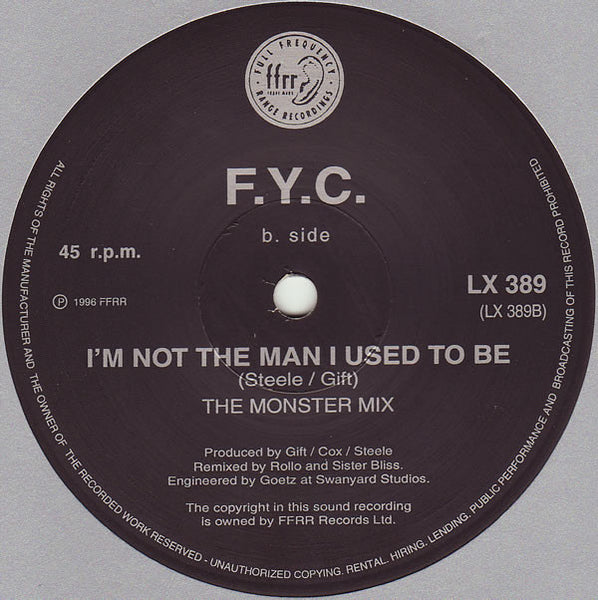 FULL FREQUENCY
ffrr
TRADE MARK
RANGE RECORDINGS
F.Y.C.
b. side
45 r.p.m.
LX 389
℗ 1996 FFRR
(LX 389B)
I'M NOT THE MAN I USED TO BE
(Steele / Gift)
THE MONSTER MIX
Produced by Gift / Cox / Steele
Remixed by Rollo and Sister Bliss.
Engineered by Goetz at Swanyard Studios.
The copyright in this sound recording
is owned by FFRR Records Ltd.
ALL RIGHTS OF THE MANUFACTURER AND THE OWNER OF THE RECORDED WORK RESERVED - UNAUTHORIZED COPYING. RENTAL. HIRING. LENDING. PUBLIC PERFORMANCE AND BROADCASTING OF THIS RECORD PROHIBITED